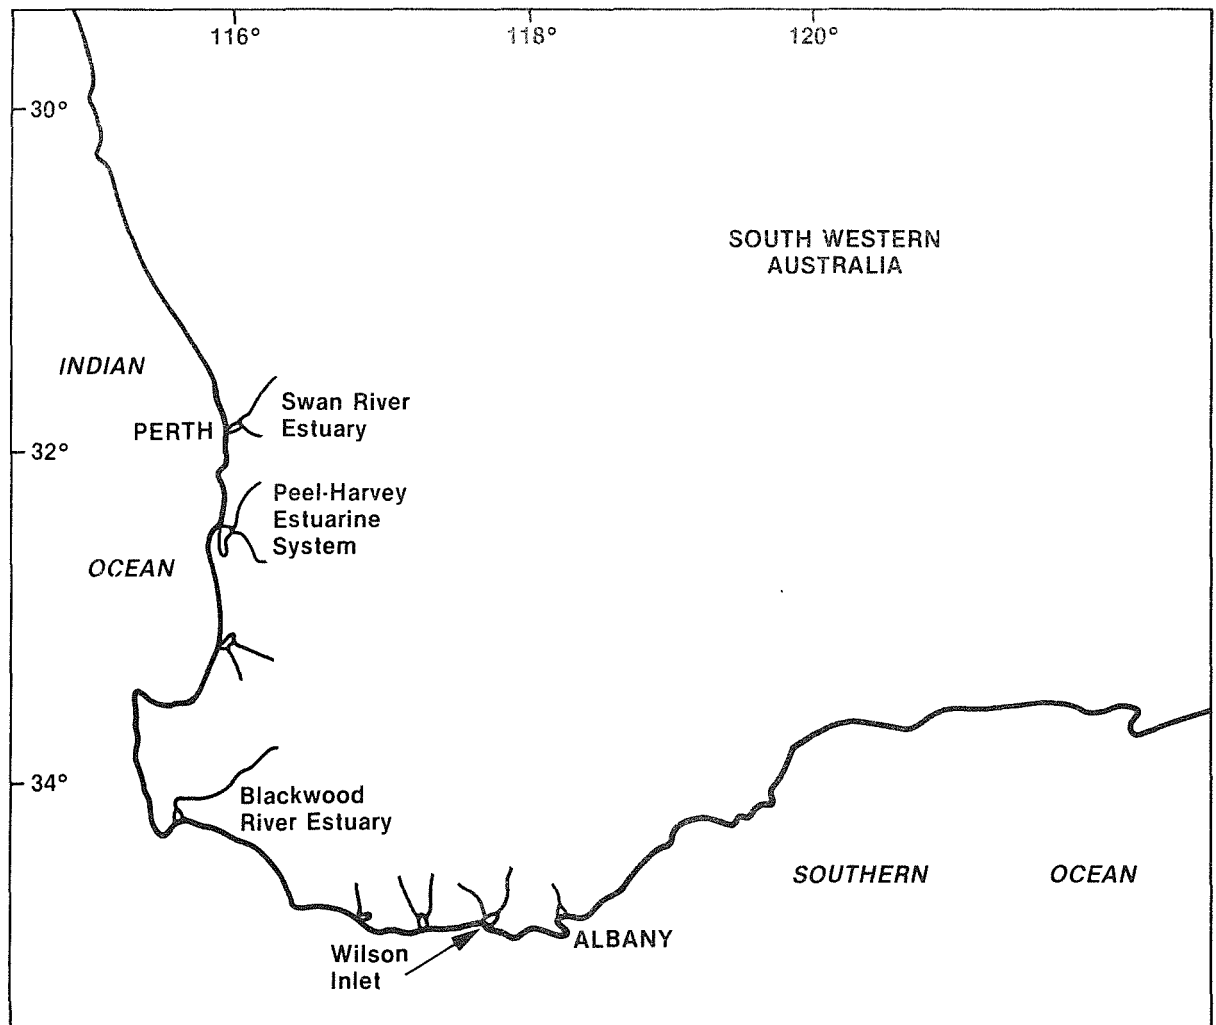 116°
118°
120°
30°
SOUTH WESTERN
AUSTRALIA
INDIAN
Swan River
Estuary
PERTH
32°
Peel-Harvey
Estuarine
System
OCEAN
34°
Blackwood
River Estuary
SOUTHERN OCEAN
ALBANY
Wilson
Inlet